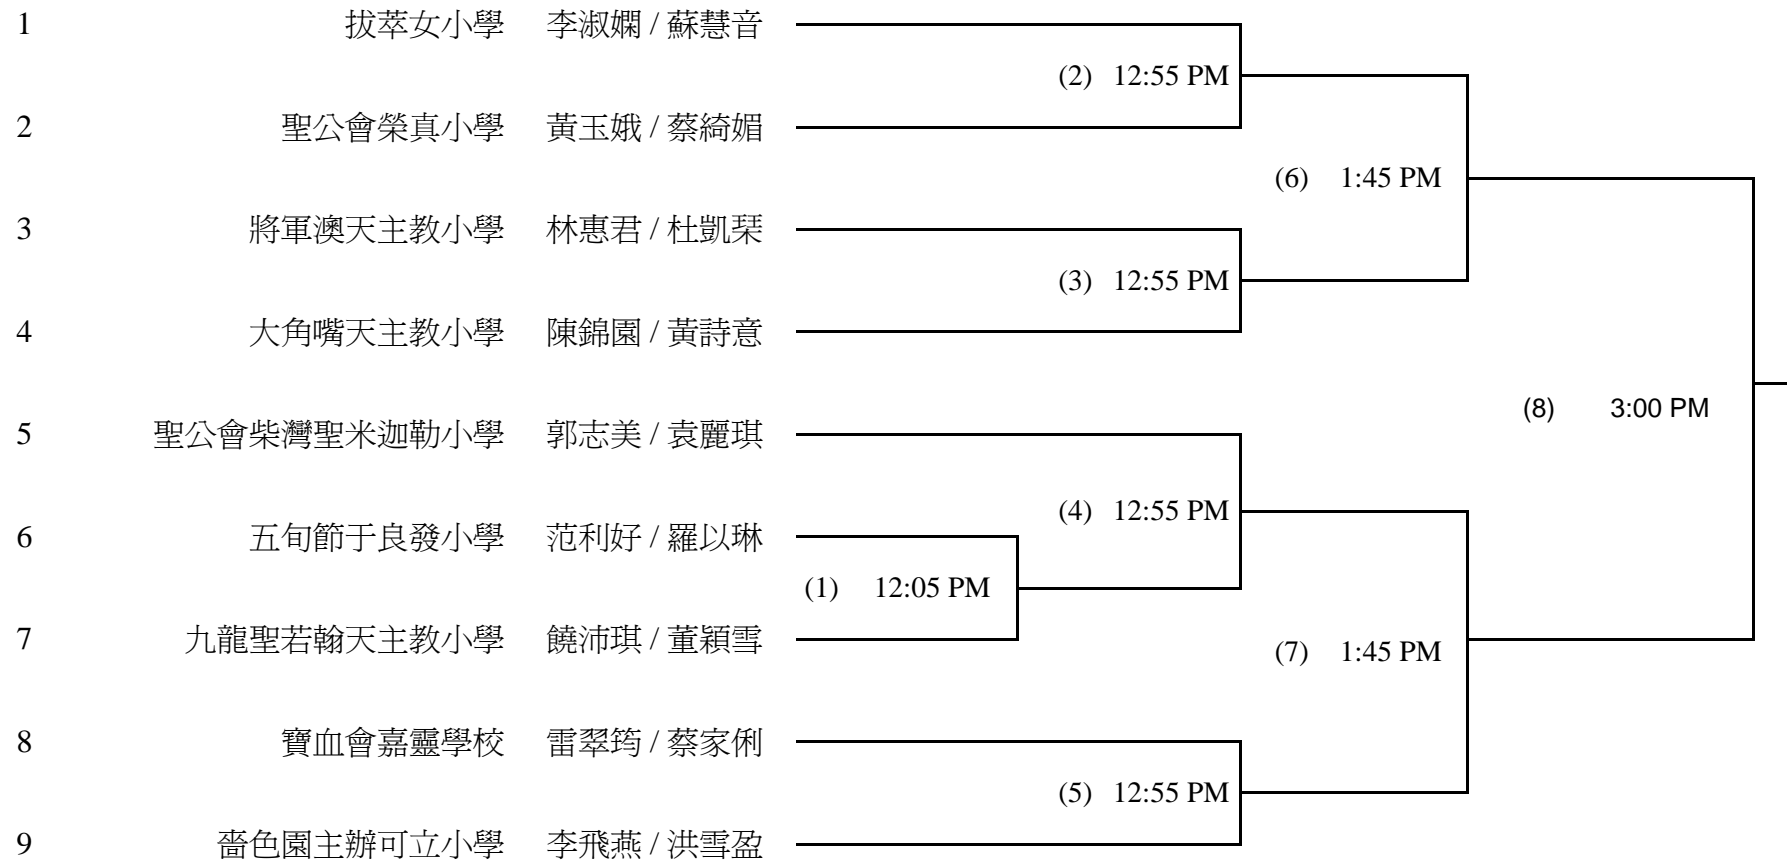 1 拔萃女小學 李淑嫻 / 蘇慧音
(2) 12:55 PM
2 聖公會榮真小學 黃玉娥 / 蔡綺媚
(6) 1:45 PM
3 將軍澳天主教小學 林惠君 / 杜凱琹
(3) 12:55 PM
4 大角嘴天主教小學 陳錦園 / 黃詩意
(8) 3:00 PM
5 聖公會柴灣聖米迦勒小學 郭志美 / 袁麗琪
(4) 12:55 PM
6 五旬節于良發小學 范利好 / 羅以琳
(1) 12:05 PM
7 九龍聖若翰天主教小學 饒沛琪 / 董穎雪
(7) 1:45 PM
8 寶血會嘉靈學校 雷翠筠 / 蔡家俐
(5) 12:55 PM
9 嗇色園主辦可立小學 李飛燕 / 洪雪盈